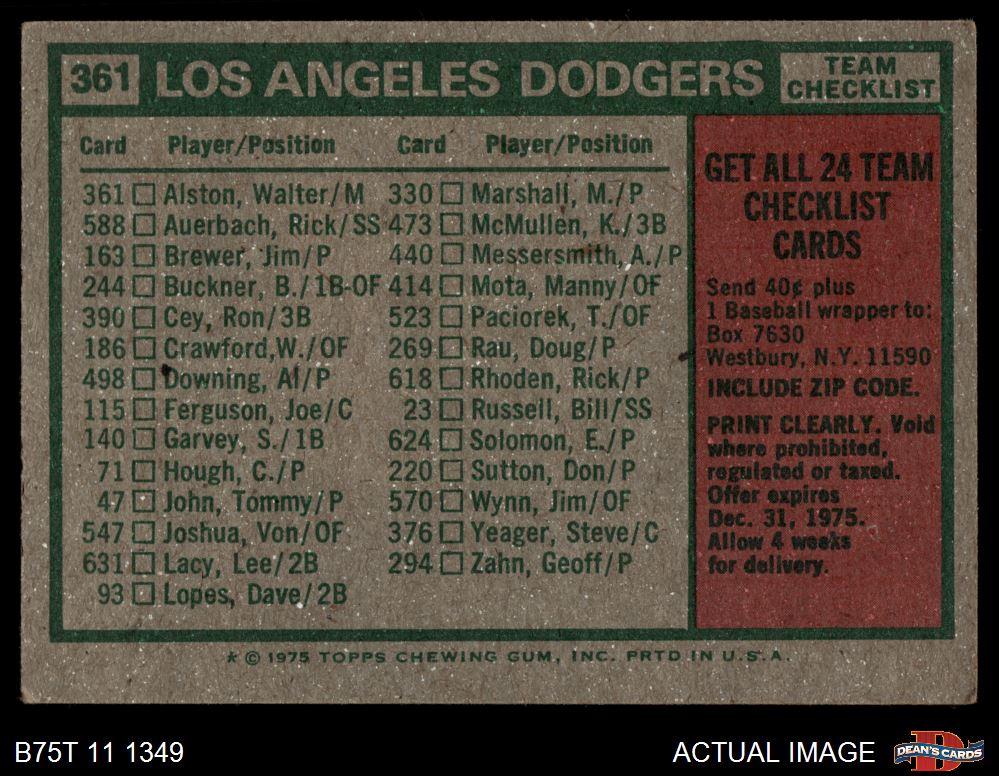 361 LOS ANGELES DODGERS TEAM CHECKLIST
Card Player/Position Card Player/Position
361 Alston, Walter/M 330 Marshall, M./P
588 Auerbach, Rick/SS 473 McMullen, K./3B
163 Brewer, Jim/P 440 Messersmith, A./P
244 Buckner, B./1B-OF 414 Mota, Manny/OF
390 Cey, Ron/3B 523 Paciorek, T./OF
186 Crawford,W./OF 269 Rau, Doug/P
498 Downing, Al/P 618 Rhoden, Rick/P
115 Ferguson, Joe/C 23 Russell, Bill/SS
140 Garvey, S./1B 624 Solomon, E./P
71 Hough, C./P 220 Sutton, Don/P
47 John, Tommy/P 570 Wynn, Jim/OF
547 Joshua, Von/OF 376 Yeager, Steve/C
631 Lacy, Lee/2B 294 Zahn, Geoff/P
93 Lopes, Dave/2B
GET ALL 24 TEAM
CHECKLIST
CARDS
Send 40¢ plus
1 Baseball wrapper to:
Box 7630
Westbury, N.Y. 11590
INCLUDE ZIP CODE.
PRINT CLEARLY. Void
where prohibited,
regulated or taxed.
Offer expires
Dec. 31, 1975.
Allow 4 weeks
for delivery.
* © 1975 TOPPS CHEWING GUM, INC. PRTD IN U.S.A.
B75T 11 1349 ACTUAL IMAGE DEAN'S CARDS